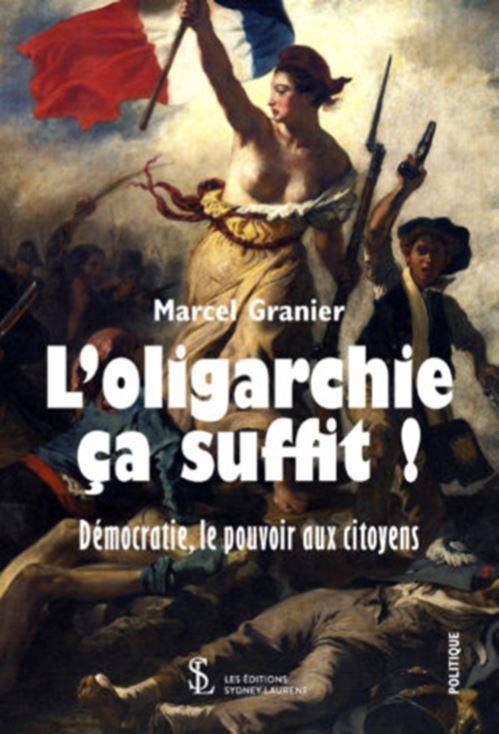 Marcel Granier
L'oligarchie
ça suffit !
Démocratie, le pouvoir aux citoyens
SL
LES ÉDITIONS
SYDNEY LAURENT
POLITIQUE